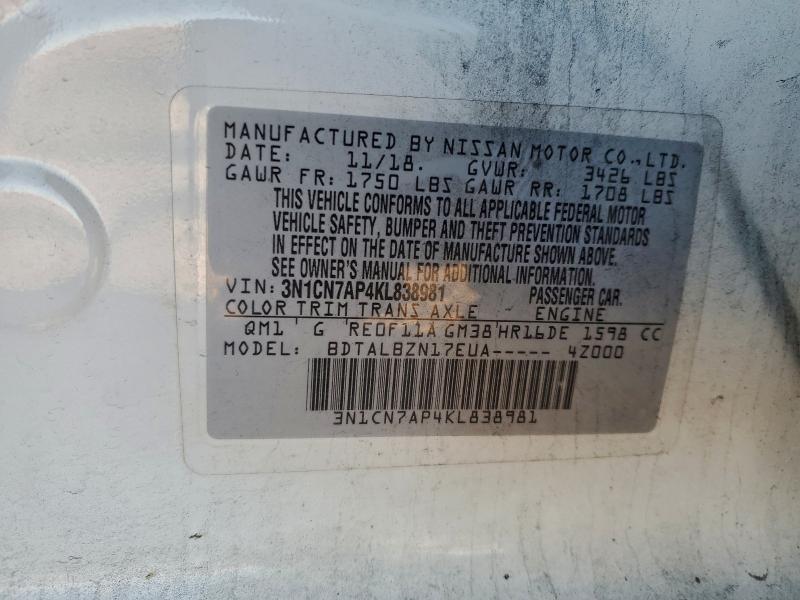 MANUFACTURED BY NISSAN MOTOR CO., LTD.
DATE: 11/18. GVWR: 3426 LBS
GAWR FR: 1750 LBS GAWR RR: 1708 LBS
THIS VEHICLE CONFORMS TO ALL APPLICABLE FEDERAL MOTOR
VEHICLE SAFETY, BUMPER AND THEFT PREVENTION STANDARDS
IN EFFECT ON THE DATE OF MANUFACTURE SHOWN ABOVE.
SEE OWNER'S MANUAL FOR ADDITIONAL INFORMATION.
VIN: 3N1CN7AP4KL838981 PASSENGER CAR.
COLOR TRIM TRANS AXLE ENGINE
QM1 G RE0F11A GM38 HR16DE 1598 CC
MODEL: BDTALBZN17EUA----- 4Z000
3N1CN7AP4KL838981